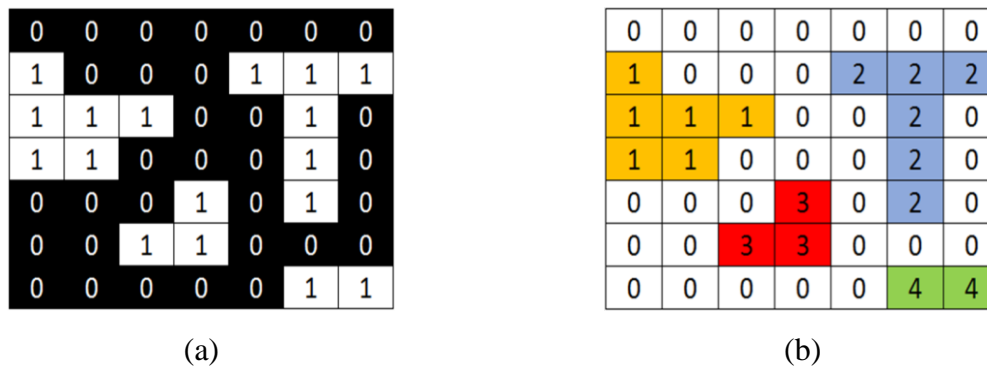 0 0 0 0 0 0 0 0 0 0 0 0 0 0
1 0 0 0 1 1 1 1 0 0 0 2 2 2
1 1 1 0 0 1 0 1 1 1 0 0 2 0
1 1 0 0 0 1 0 1 1 0 0 0 2 0
0 0 0 1 0 1 0 0 0 0 3 0 2 0
0 0 1 1 0 0 0 0 0 3 3 0 0 0
0 0 0 0 0 1 1 0 0 0 0 0 4 4
(a) (b)